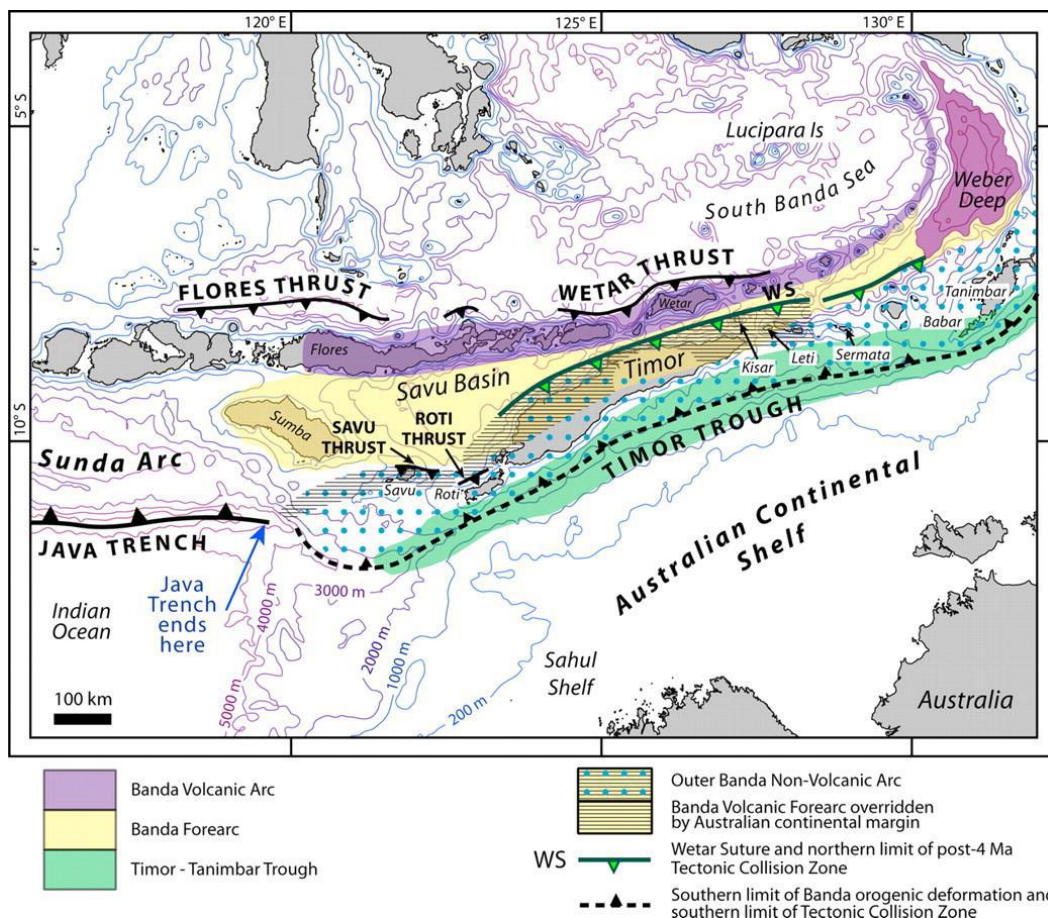 120° E
125° E
130° E
5° S
10° S
Lucipara Is
South Banda Sea
Weber
Deep
FLORES THRUST
WETAR THRUST
WS
Wetar
Tanimbar
Flores
Babar
Sermata
Leti
Kisar
Timor
Savu Basin
Sumba
SAVU
THRUST
ROTI
THRUST
Savu
Roti
TIMOR TROUGH
Sunda Arc
JAVA TRENCH
Java
Trench
ends
here
Indian
Ocean
Australian Continental
Shelf
3000 m
4000 m
5000 m
2000 m
1000 m
200 m
Sahul
Shelf
Australia
100 km
Banda Volcanic Arc
Banda Forearc
Timor - Tanimbar Trough
Outer Banda Non-Volcanic Arc
Banda Volcanic Forearc overridden
by Australian continental margin
WS
Wetar Suture and northern limit of post-4 Ma
Tectonic Collision Zone
Southern limit of Banda orogenic deformation and
southern limit of Tectonic Collision Zone